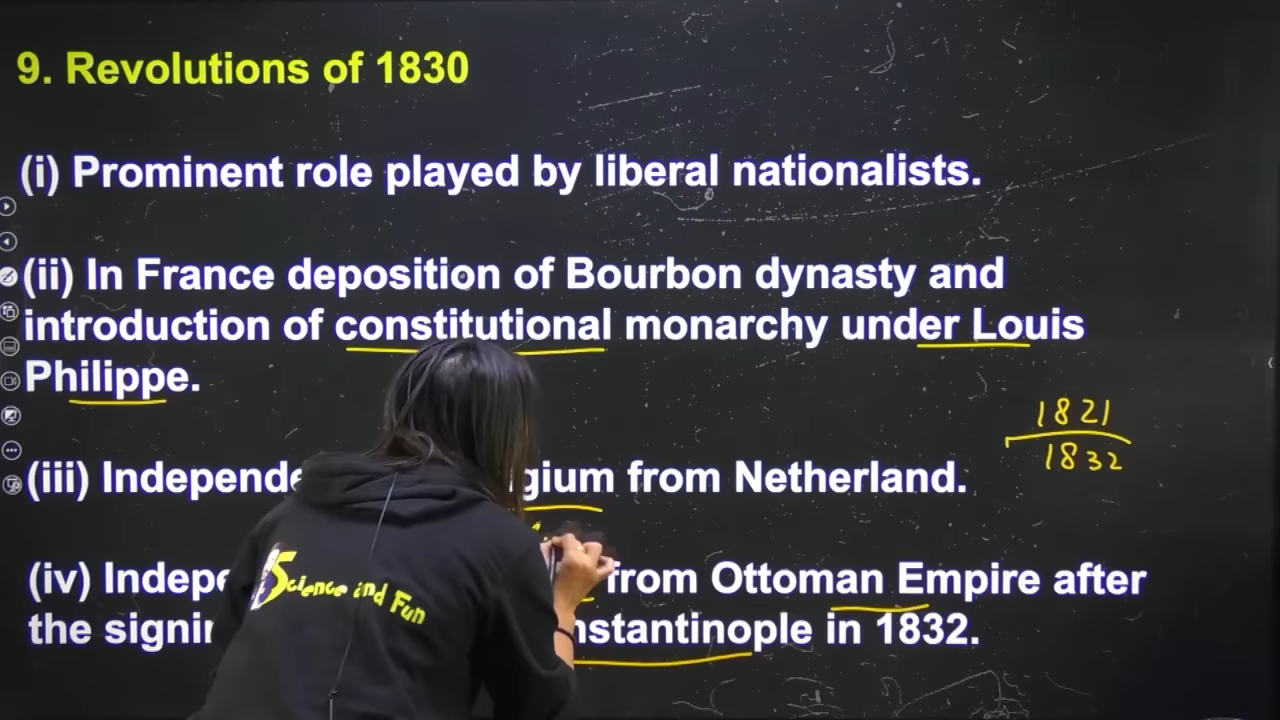 9. Revolutions of 1830
(i) Prominent role played by liberal nationalists.
(ii) In France deposition of Bourbon dynasty and
introduction of constitutional monarchy under Louis
Philippe.
1821
1832
(iii) Independe gium from Netherland.
(iv) Indepe from Ottoman Empire after
the signin nstantinople in 1832.
Science and Fun